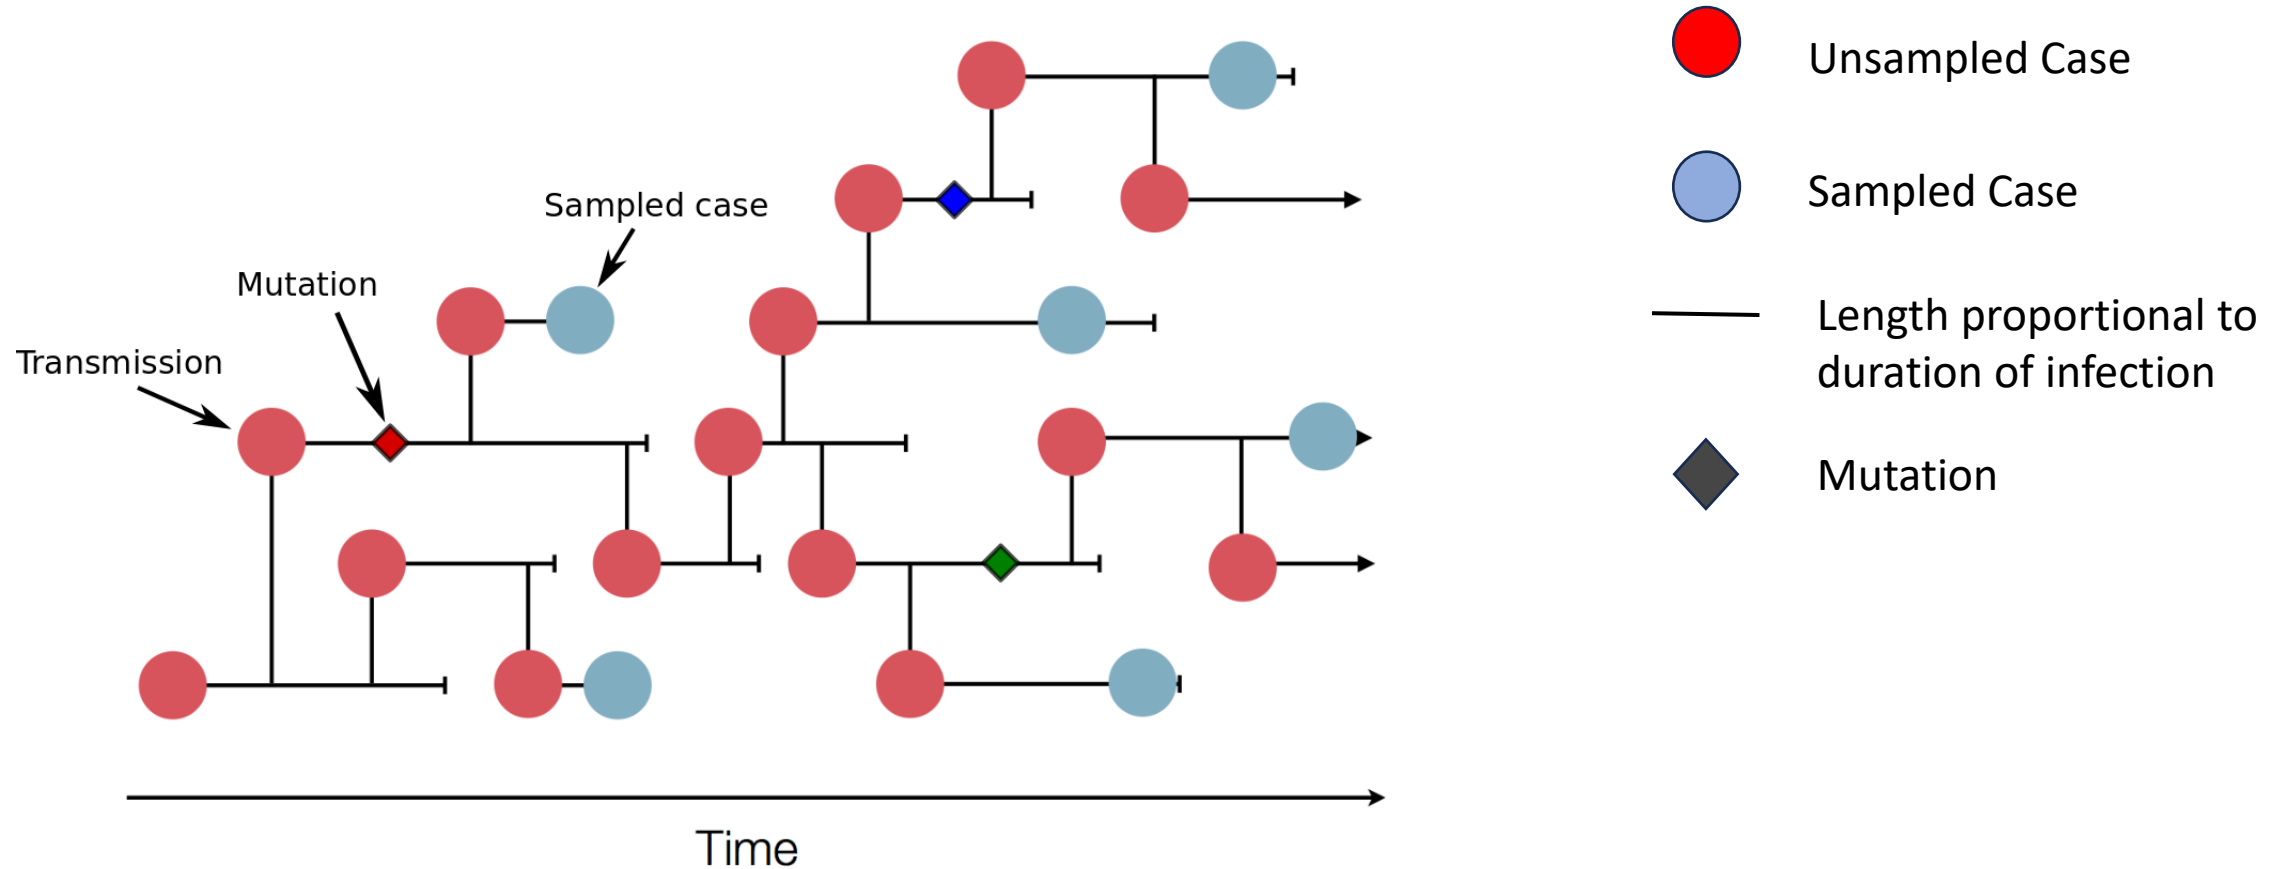 Unsampled Case
Sampled Case
Sampled case
Mutation
Transmission
Length proportional to
duration of infection
Mutation
Time